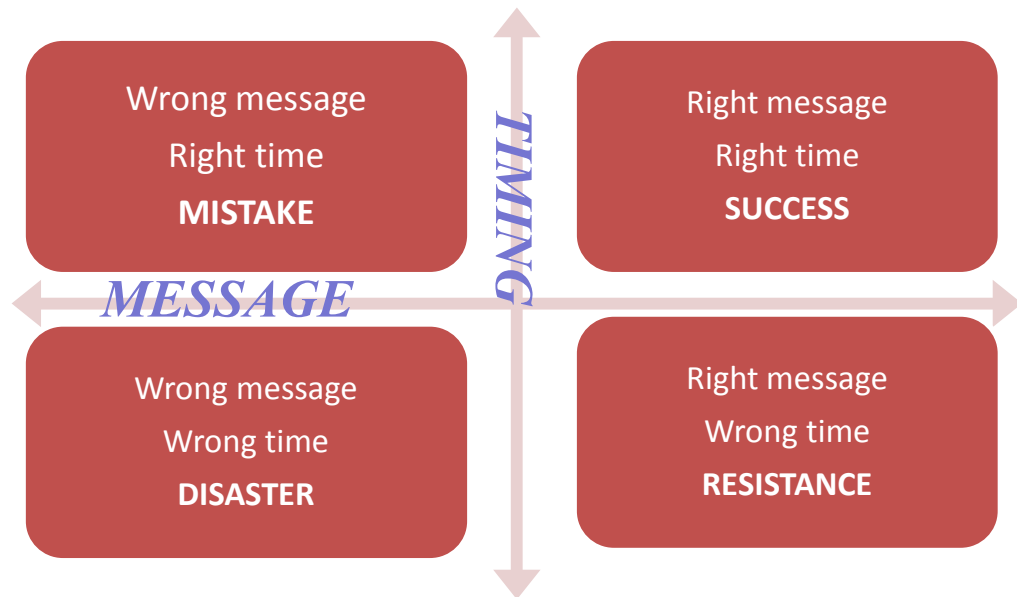 Wrong message
Right time
MISTAKE
TIMING
Right message
Right time
SUCCESS
MESSAGE
Wrong message
Wrong time
DISASTER
Right message
Wrong time
RESISTANCE